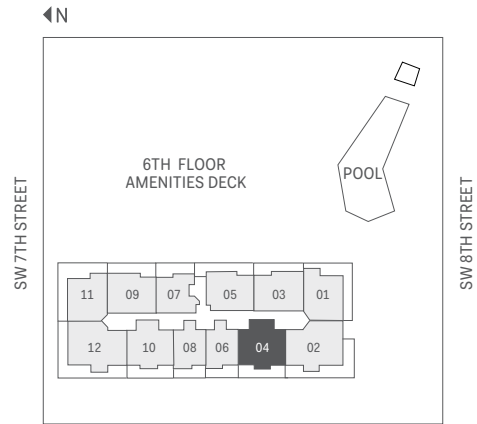 N
6TH FLOOR
AMENITIES DECK
POOL
SW 7TH STREET
SW 8TH STREET
11 09 07 05 03 01
12 10 08 06 04 02